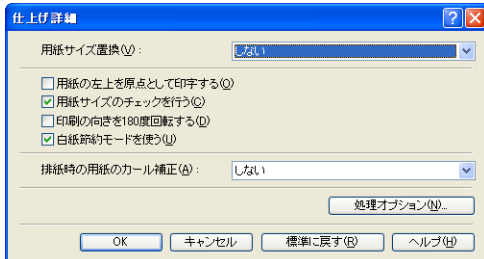 仕上げ詳細
用紙サイズ置換(V): しない
用紙の左上を原点として印字する(O)
用紙サイズのチェックを行う(C)
印刷の向きを180度回転する(D)
白紙節約モードを使う(U)
排紙時の用紙のカール補正(A): しない
処理オプション(N)...
OK キャンセル 標準に戻す(R) ヘルプ(H)